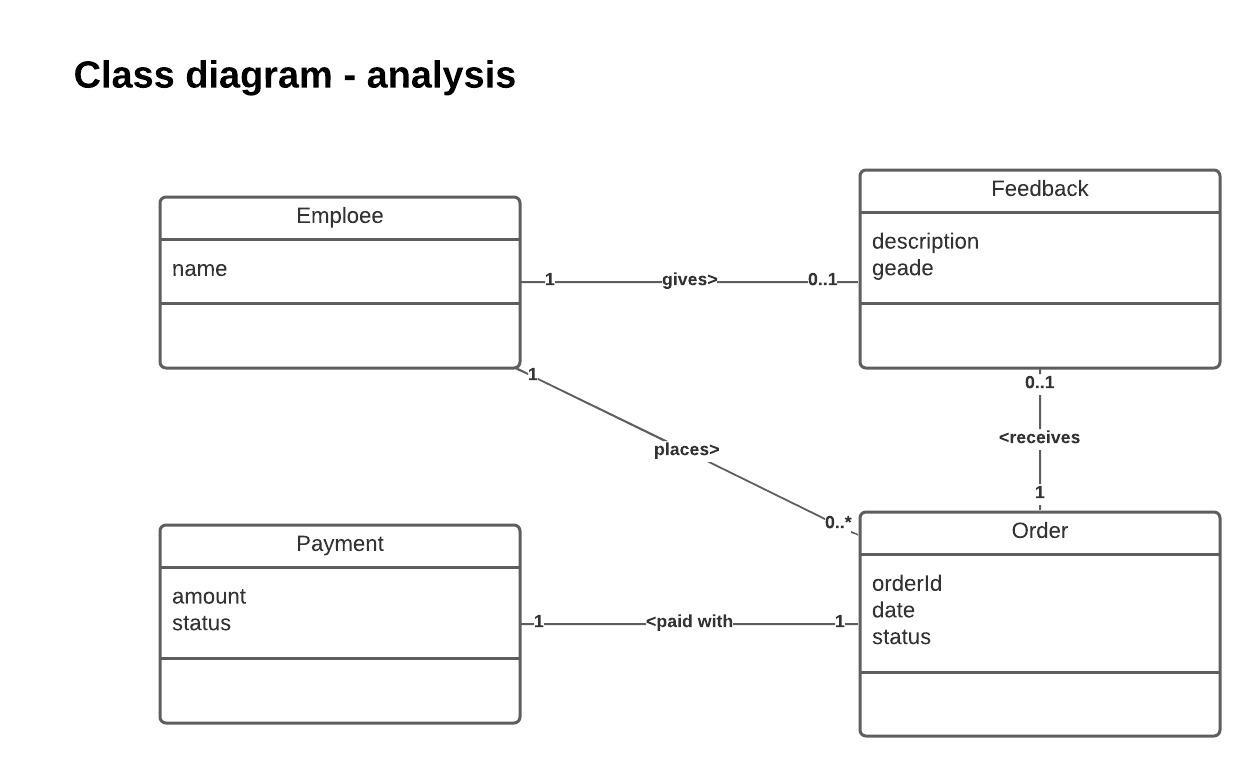 Class diagram - analysis
Emploee
name
Feedback
description
geade
1
gives>
0..1
1
places>
0..*
0..1
<receives
1
Payment
amount
status
1
<paid with
1
Order
orderId
date
status